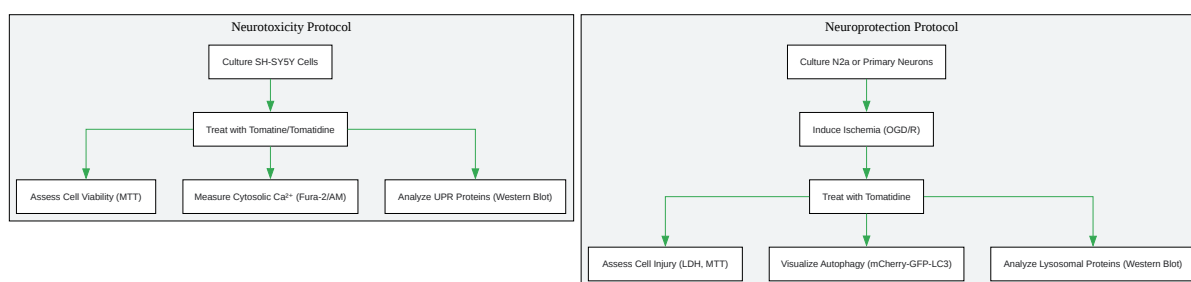 Neurotoxicity Protocol
Culture SH-SY5Y Cells
Treat with Tomatine/Tomatidine
Assess Cell Viability (MTT)
Measure Cytosolic Ca²⁺ (Fura-2/AM)
Analyze UPR Proteins (Western Blot)
Neuroprotection Protocol
Culture N2a or Primary Neurons
Induce Ischemia (OGD/R)
Treat with Tomatidine
Assess Cell Injury (LDH, MTT)
Visualize Autophagy (mCherry-GFP-LC3)
Analyze Lysosomal Proteins (Western Blot)